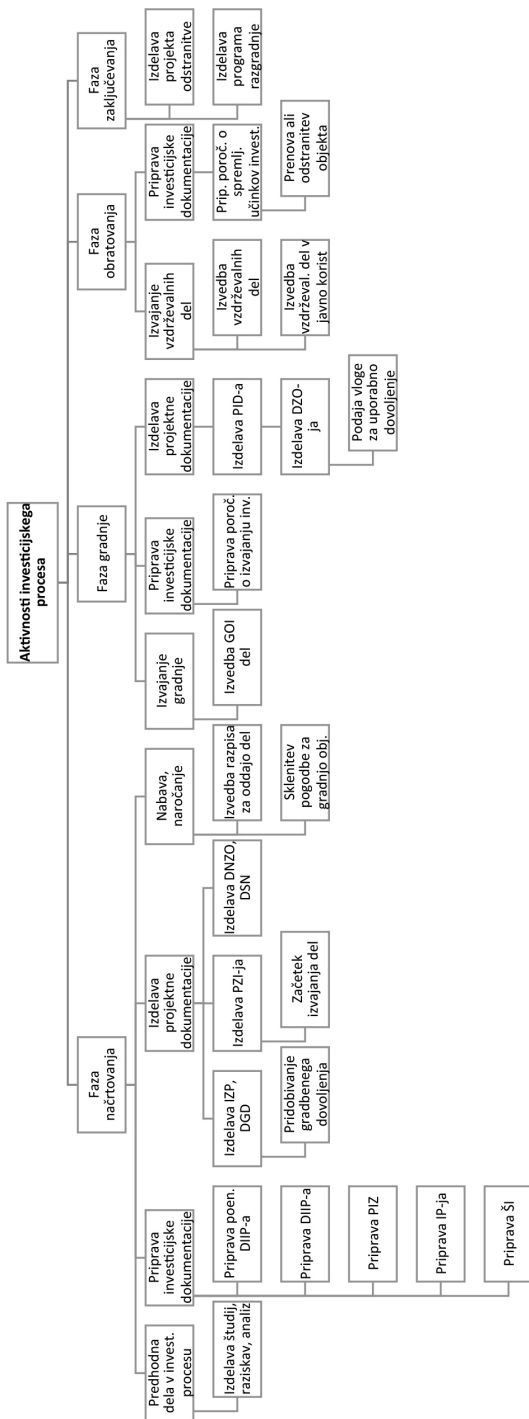 Aktivnosti investicijskega
procesa
Faza
načrtovanja
Faza gradnje
Faza
obratovanja
Faza
zaključevanja
Predhodna
dela v invest.
procesu
Priprava
investicijske
dokumentacije
Izdelava
projektne
dokumentacije
Nabava,
naročanje
Izvajanje
gradnje
Priprava
investicijske
dokumentacije
Izdelava
projektne
dokumentacije
Izvajanje
vzdrževalnih
del
Priprava
investicijske
dokumentacije
Izdelava
projekta
odstranitve
Izdelava
programa
razgradnje
Izdelava študij,
raziskav, analiz
Priprava poen.
DIIP-a
Priprava DIIP-a
Priprava PIZ
Priprava IP-ja
Priprava ŠI
Izdelava IZP,
DGD
Pridobivanje
gradbenega
dovoljenja
Izdelava PZI-ja
Začetek
izvajanja del
Izdelava DNZO,
DSN
Izvedba razpisa
za oddajo del
Sklenitev
pogodbe za
gradnjo obj.
Izvedba GOI
del
Priprava poroč.
o izvajanju inv.
Izdelava PID-a
Izdelava DZO-
ja
Podaja vloge
za uporabno
dovoljenje
Izvedba
vzdrževalnih
del
Izvedba
vzdrževal. del v
javno korist
Prip. poroč. o
spremlj.
učinkov invest.
Prenova ali
odstranitev
objekta